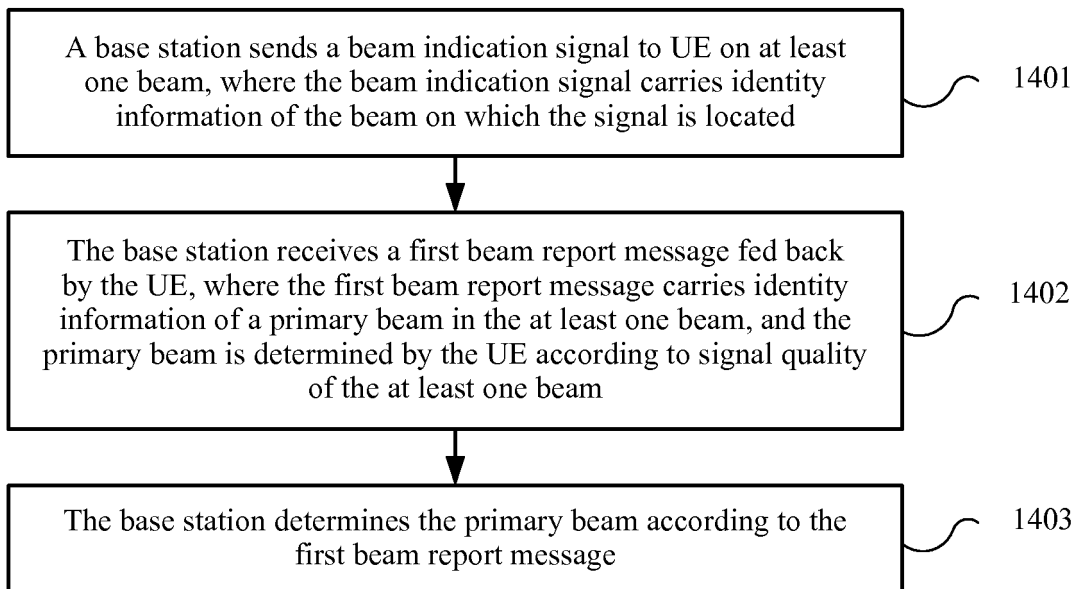 A base station sends a beam indication signal to UE on at least
one beam, where the beam indication signal carries identity
information of the beam on which the signal is located
1401
The base station receives a first beam report message fed back
by the UE, where the first beam report message carries identity
information of a primary beam in the at least one beam, and the
primary beam is determined by the UE according to signal quality
of the at least one beam
1402
The base station determines the primary beam according to the
first beam report message
1403